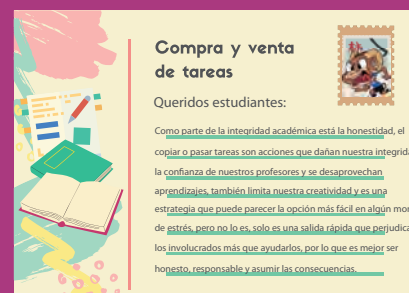 Compra y venta
de tareas
Queridos estudiantes:
Como parte de la integridad académica está la honestidad, el
copiar o pasar tareas son acciones que dañan nuestra
la confianza de nuestros profesores y se desaprovechan
aprendizajes, también limita nuestra creatividad y es una
estrategia que puede parecer la opción más fácil en algún
de estrés, pero no lo es, solo es una salida rápida que
los involucrados más que ayudarlos, por lo que es mejor ser
honesto, responsable y asumir las consecuencias.